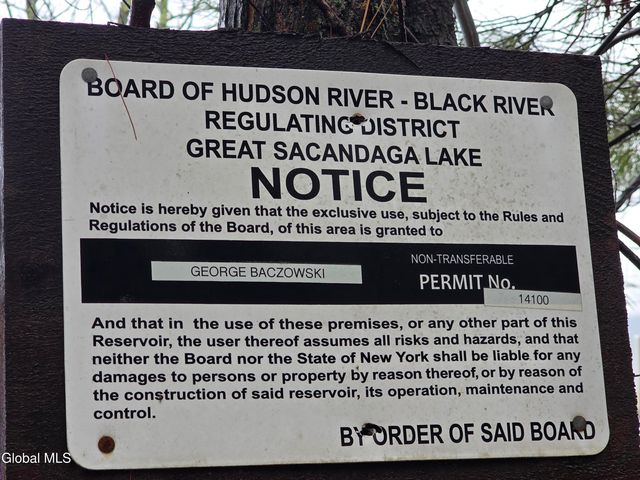 BOARD OF HUDSON RIVER - BLACK RIVER
REGULATING DISTRICT
GREAT SACANDAGA LAKE
NOTICE
Notice is hereby given that the exclusive use, subject to the Rules and
Regulations of the Board, of this area is granted to
GEORGE BACZOWSKI
NON-TRANSFERABLE
PERMIT No.
14100
And that in the use of these premises, or any other part of this
Reservoir, the user thereof assumes all risks and hazards, and that
neither the Board nor the State of New York shall be liable for any
damages to persons or property by reason thereof, or by reason of
the construction of said reservoir, its operation, maintenance and
control.
BY ORDER OF SAID BOARD
Global MLS